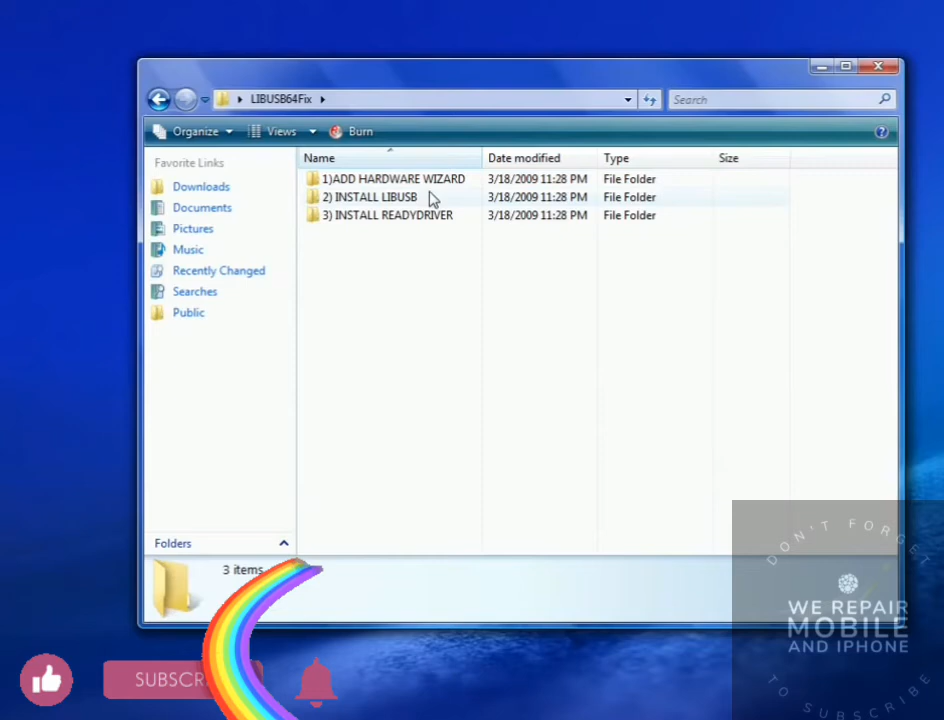 LIBUSB64Fix
Search
Organize Views Burn
Favorite Links
Downloads
Documents
Pictures
Music
Recently Changed
Searches
Public
Folders
Name Date modified Type Size
1)ADD HARDWARE WIZARD 3/18/2009 11:28 PM File Folder
2) INSTALL LIBUSB 3/18/2009 11:28 PM File Folder
3) INSTALL READYDRIVER 3/18/2009 11:28 PM File Folder
3 items
DON'T FORGET
WE REPAIR
MOBILE
AND IPHONE
TO SUBSCRIBE
SUBSCR